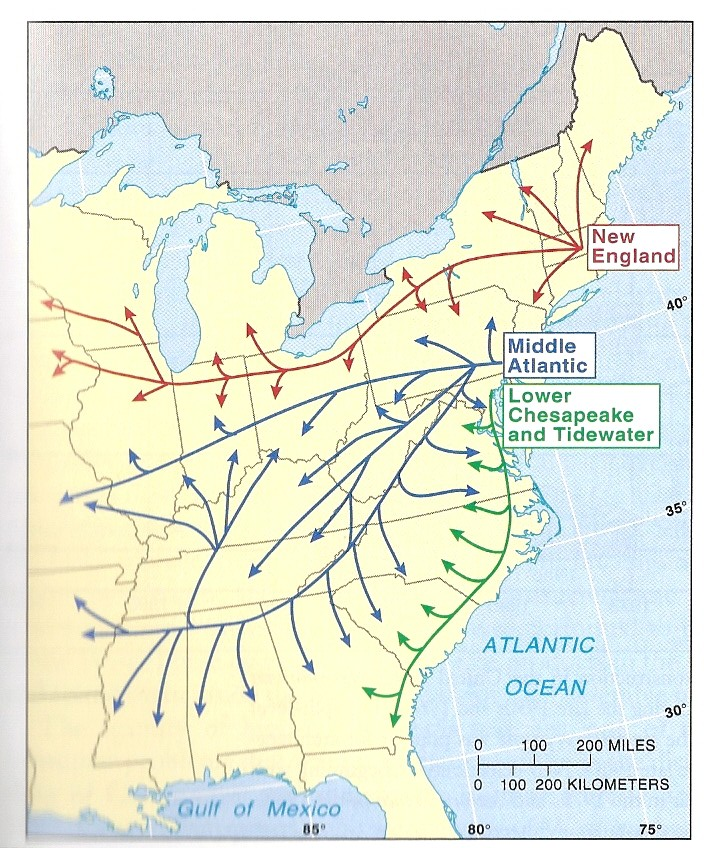 New
England
40°
Middle
Atlantic
Lower
Chesapeake
and Tidewater
35°
ATLANTIC
OCEAN
30°
0 100 200 MILES
0 100 200 KILOMETERS
Gulf of Mexico
85° 80° 75°